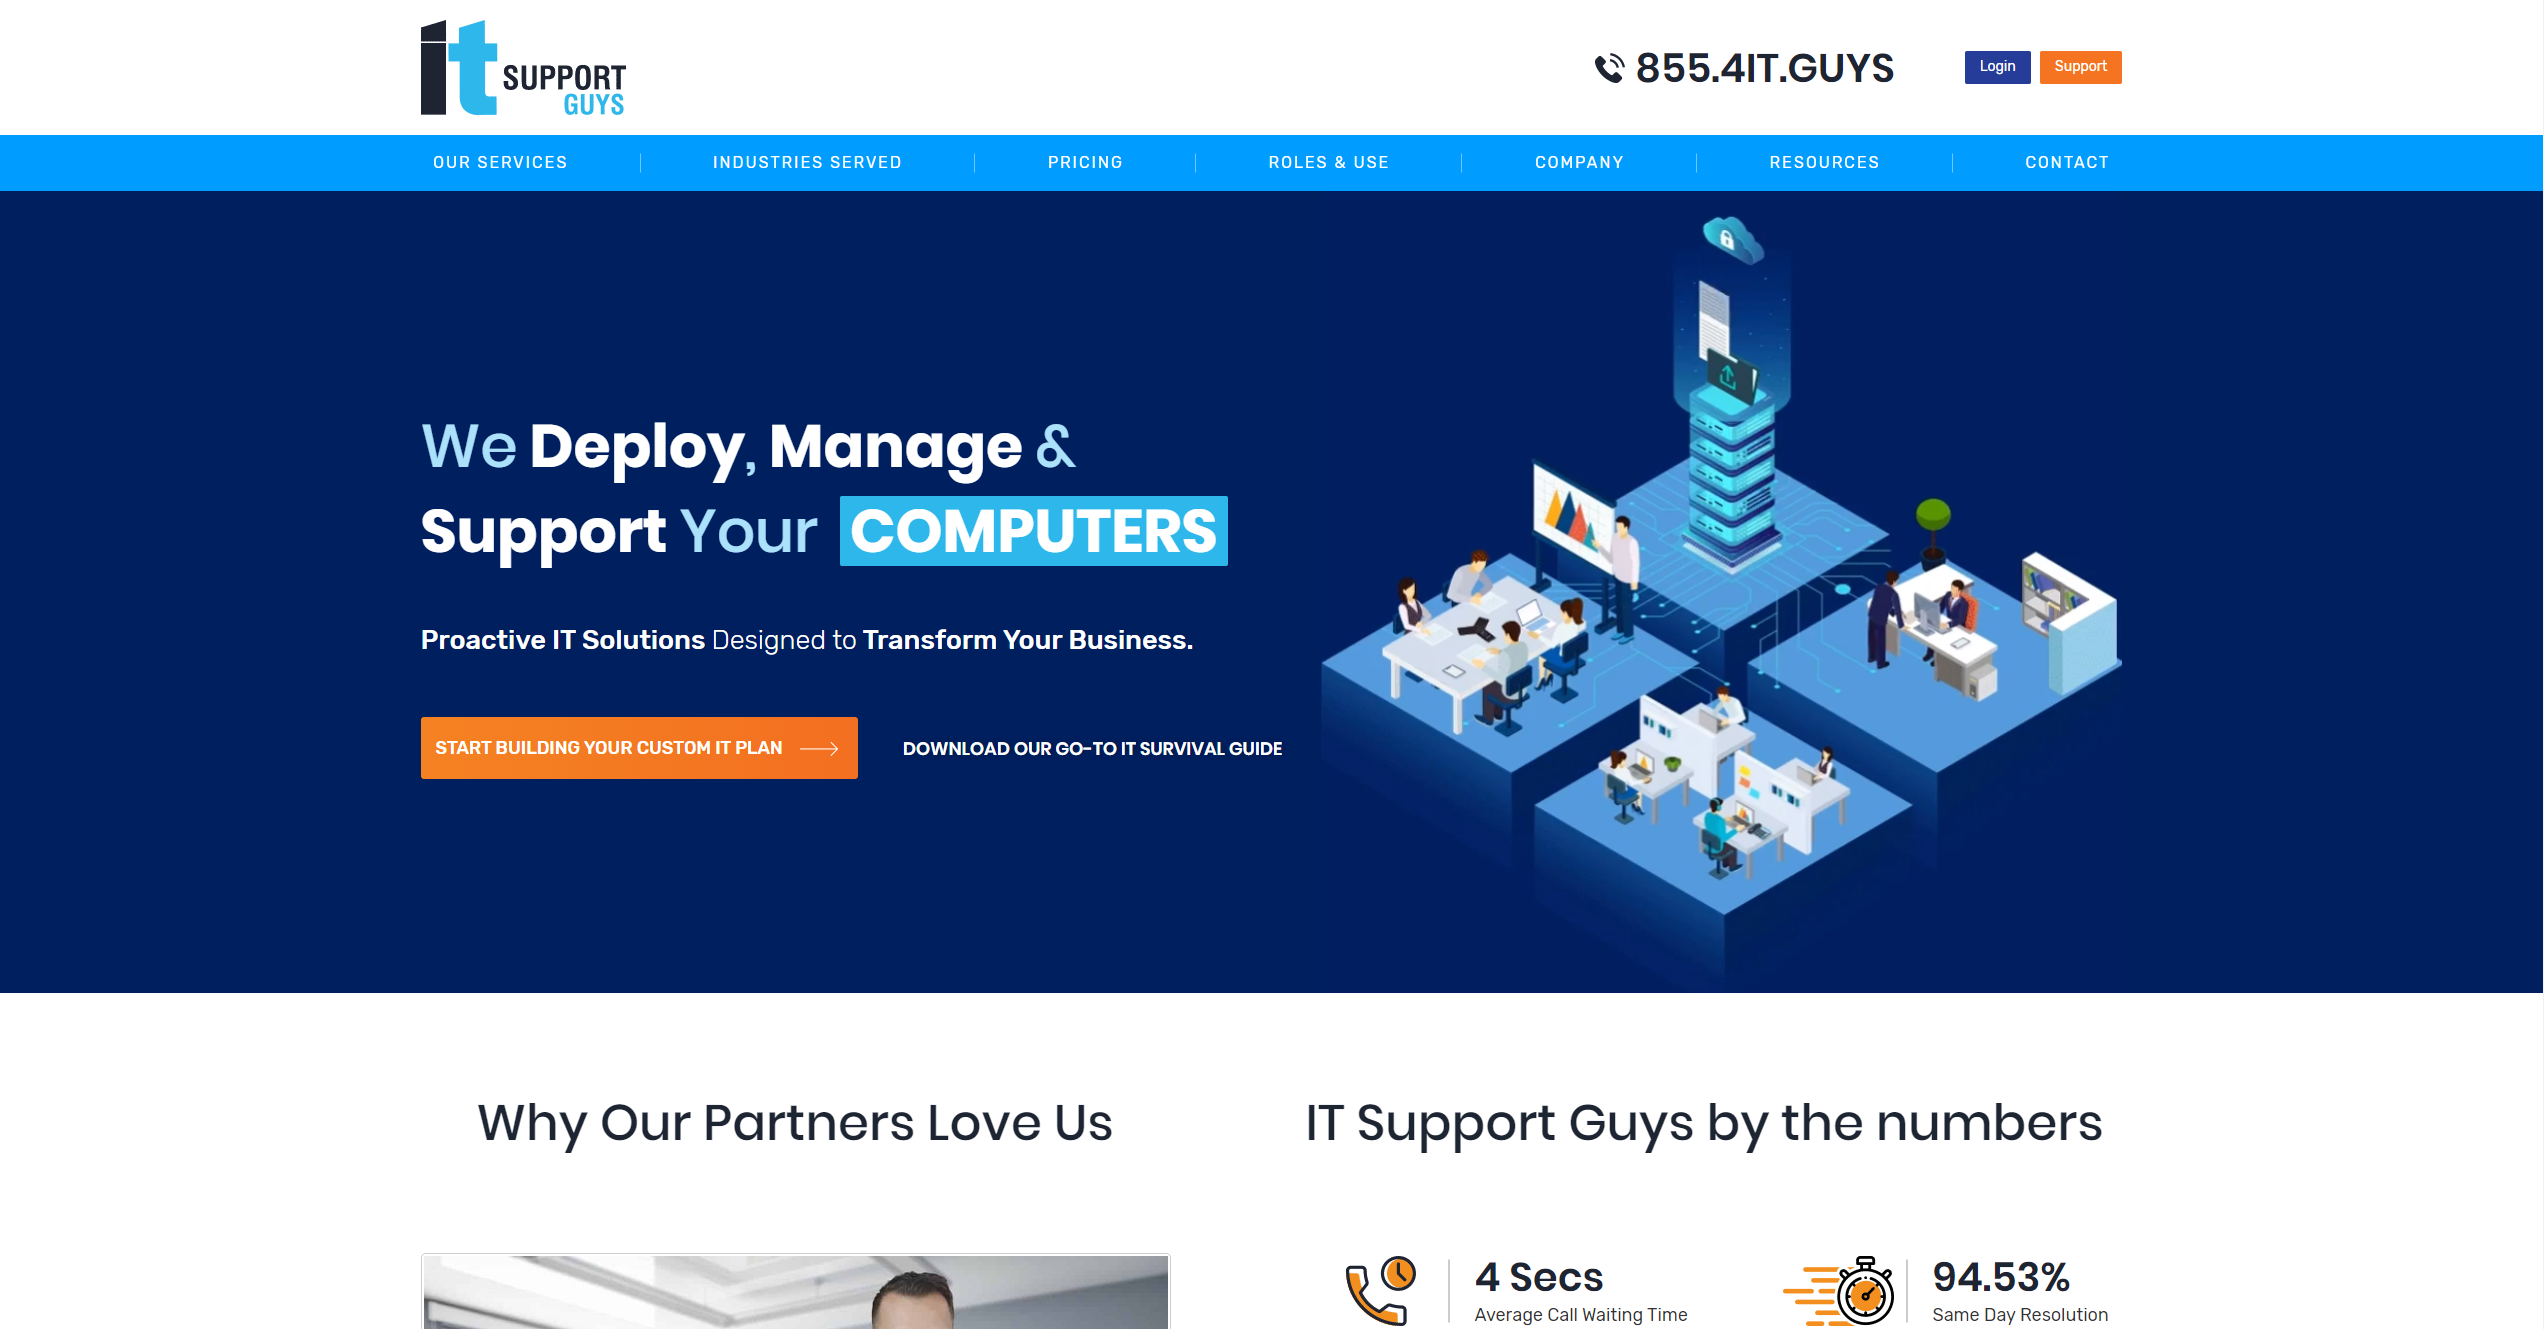 it SUPPORT
GUYS
855.4IT.GUYS
Login
Support
OUR SERVICES
INDUSTRIES SERVED
PRICING
ROLES & USE
COMPANY
RESOURCES
CONTACT
We Deploy, Manage &
Support Your COMPUTERS
Proactive IT Solutions Designed to Transform Your Business.
START BUILDING YOUR CUSTOM IT PLAN
DOWNLOAD OUR GO-TO IT SURVIVAL GUIDE
Why Our Partners Love Us
IT Support Guys by the numbers
4 Secs
Average Call Waiting Time
94.53%
Same Day Resolution